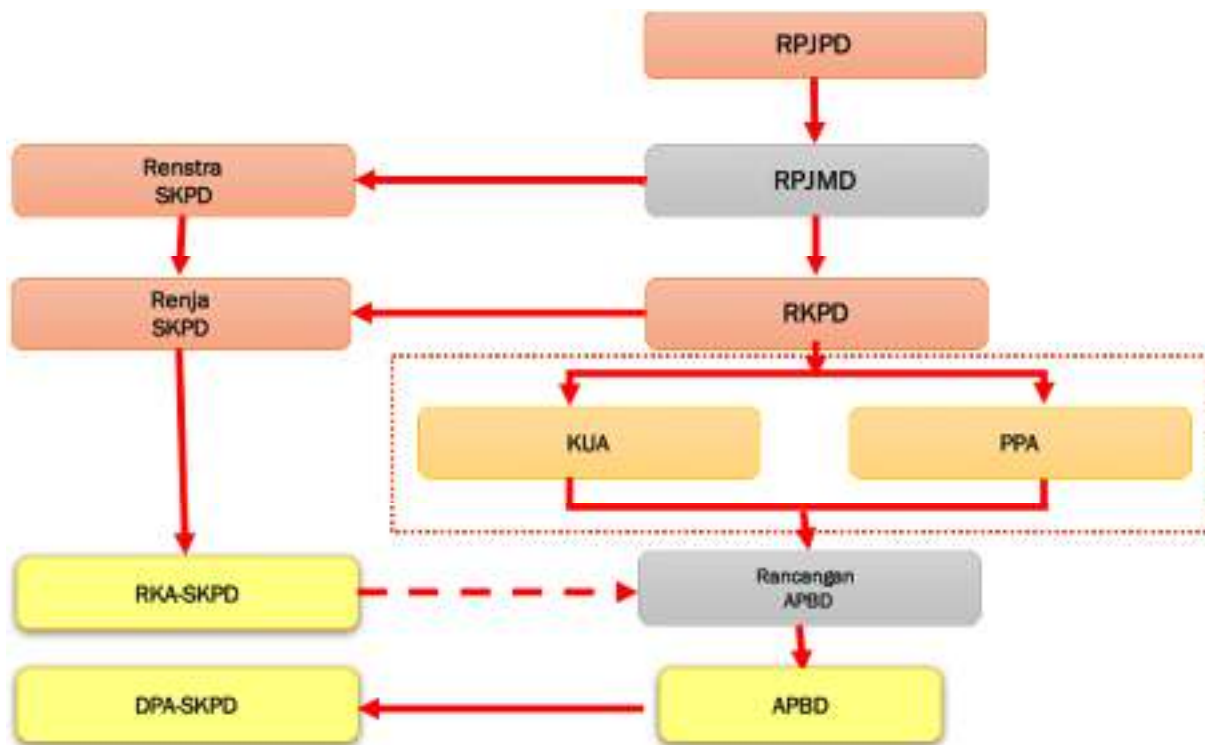 RPJPD
Renstra
SKPD
RPJMD
Renja
SKPD
RKPD
KUA
PPA
RKA-SKPD
Rancangan
APBD
DPA-SKPD
APBD